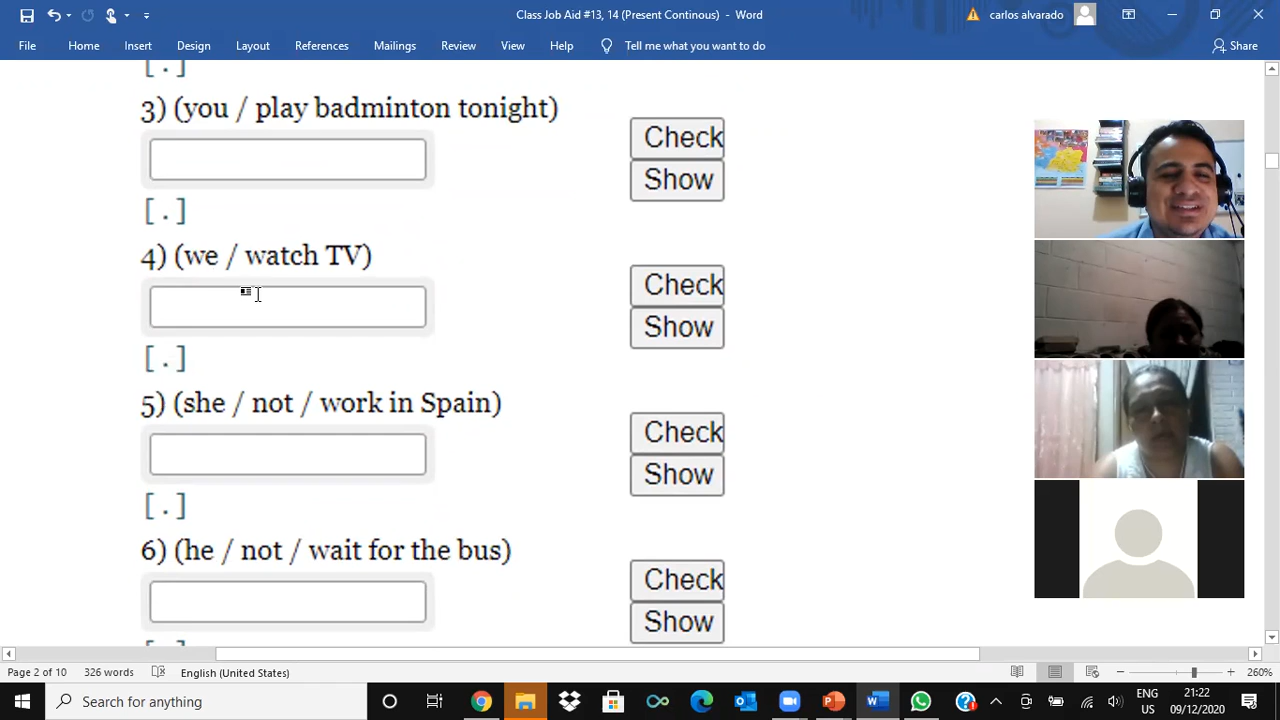 Class Job Aid #13, 14 (Present Continous) - Word
carlos alvarado
File Home Insert Design Layout References Mailings Review View Help Tell me what you want to do Share
[ . ]
3) (you / play badminton tonight)
Check
Show
[ . ]
4) (we / watch TV)
Check
Show
[ . ]
5) (she / not / work in Spain)
Check
Show
[ . ]
6) (he / not / wait for the bus)
Check
Show
Page 2 of 10 326 words English (United States) 260%
Search for anything
ENG
US
21:22
09/12/2020